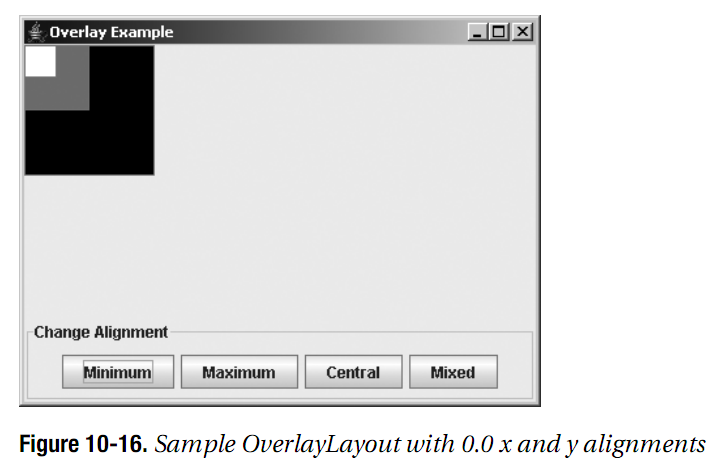 Overlay Example
Change Alignment
Minimum Maximum Central Mixed
Figure 10-16. Sample OverlayLayout with 0.0 x and y alignments